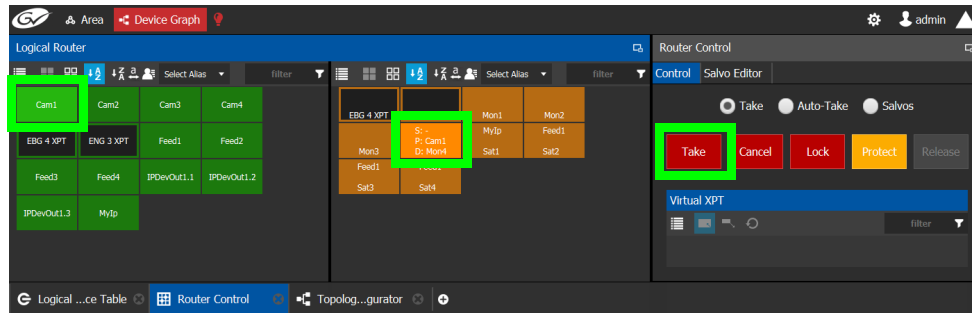 GV Area Device Graph admin
Logical Router
Router Control
Select Alias filter
Select Alias filter
Control Salvo Editor
Cam1 Cam2 Cam3 Cam4
EBG 4 XPT ENG 3 XPT Feed1 Feed2
Feed3 Feed4 IPDevOut1.1 IPDevOut1.2
IPDevOut1.3 MyIp
EBG 4 XPT Mon1 Mon2
Mon3
S: -
P: Cam1
D: Mon4
MyIp
Sat1
Feed1
Sat2
Feed1
Sat3
Sat4
Take Auto-Take Salvos
Take Cancel Lock Protect Release
Virtual XPT
filter
Logical ...ce Table Router Control Topolog...gurator